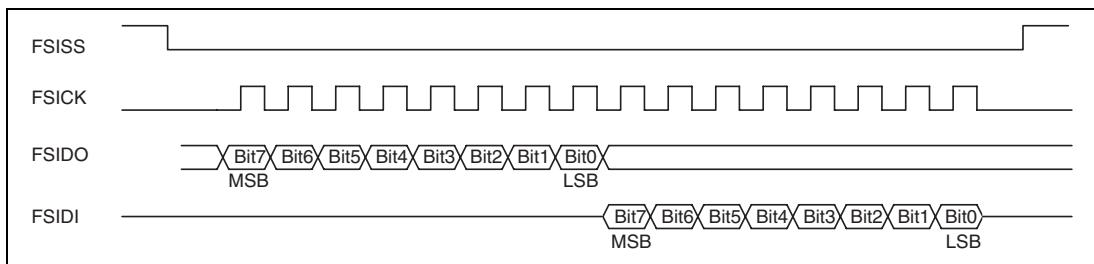 FSISS
FSICK
FSIDO
Bit7 Bit6 Bit5 Bit4 Bit3 Bit2 Bit1 Bit0
MSB LSB
FSIDI
Bit7 Bit6 Bit5 Bit4 Bit3 Bit2 Bit1 Bit0
MSB LSB